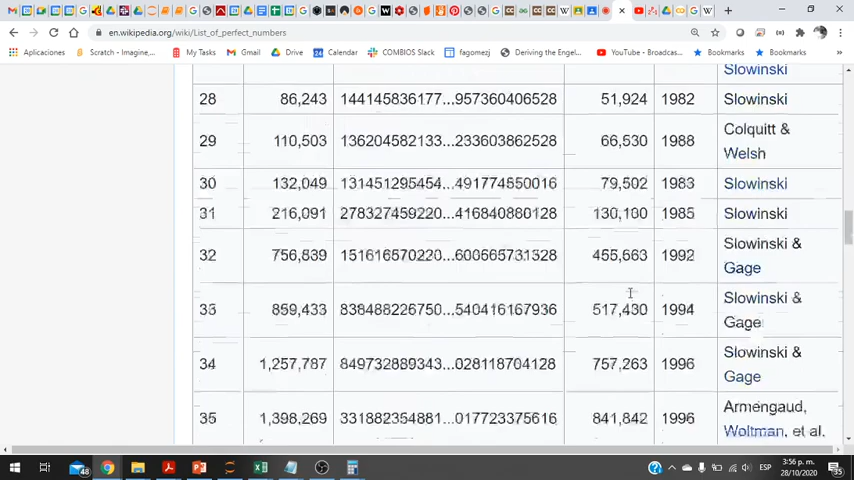 en.wikipedia.org/wiki/List_of_perfect_numbers
Aplicaciones Scratch - Imagine,... My Tasks Gmail Drive Calendar COMBIOS Slack fagomezj Deriving the Engel... YouTube - Broadcas... Bookmarks Bookmarks
Slowinski
28 86,243 144145836177...957360406528 51,924 1982 Slowinski
29 110,503 136204582133...233603862528 66,530 1988 Colquitt &
Welsh
30 132,049 131451295454...491774550016 79,502 1983 Slowinski
31 216,091 278327459220...416840880128 130,100 1985 Slowinski
32 756,839 151616570220...600665731328 455,663 1992 Slowinski &
Gage
33 859,433 838488226750...540416167936 517,430 1994 Slowinski &
Gage
34 1,257,787 849732889343...028118704128 757,263 1996 Slowinski &
Gage
35 1,398,269 331882354881...017723375616 841,842 1996 Armengaud,
Woltman, et al.
48 ESP 3:56 p. m.
28/10/2020 35